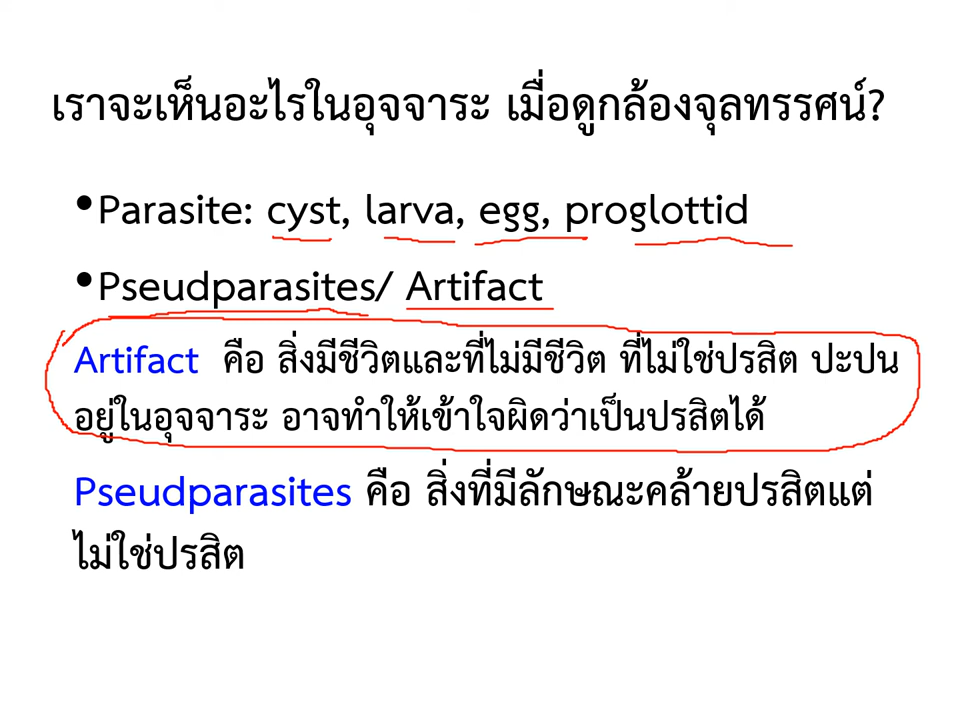 เราจะเห็นอะไรในอุจจาระ เมื่อดูกล้องจุลทรรศน์?
•Parasite: cyst, larva, egg, proglottid
•Pseudparasites/ Artifact
Artifact คือ สิ่งมีชีวิตและที่ไม่มีชีวิต ที่ไม่ใช่ปรสิต ปะปน
อยู่ในอุจจาระ อาจทำให้เข้าใจผิดว่าเป็นปรสิตได้
Pseudparasites คือ สิ่งที่มีลักษณะคล้ายปรสิตแต่
ไม่ใช่ปรสิต